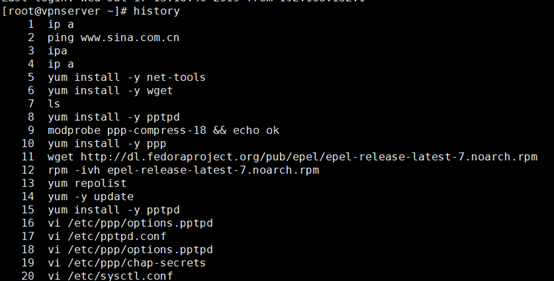 [root@vpnserver ~]# history
1 ip a
2 ping www.sina.com.cn
3 ipa
4 ip a
5 yum install -y net-tools
6 yum install -y wget
7 ls
8 yum install -y pptpd
9 modprobe ppp-compress-18 && echo ok
10 yum install -y ppp
11 wget http://dl.fedoraproject.org/pub/epel/epel-release-latest-7.noarch.rpm
12 rpm -ivh epel-release-latest-7.noarch.rpm
13 yum repolist
14 yum -y update
15 yum install -y pptpd
16 vi /etc/ppp/options.pptpd
17 vi /etc/pptpd.conf
18 vi /etc/ppp/options.pptpd
19 vi /etc/ppp/chap-secrets
20 vi /etc/sysctl.conf